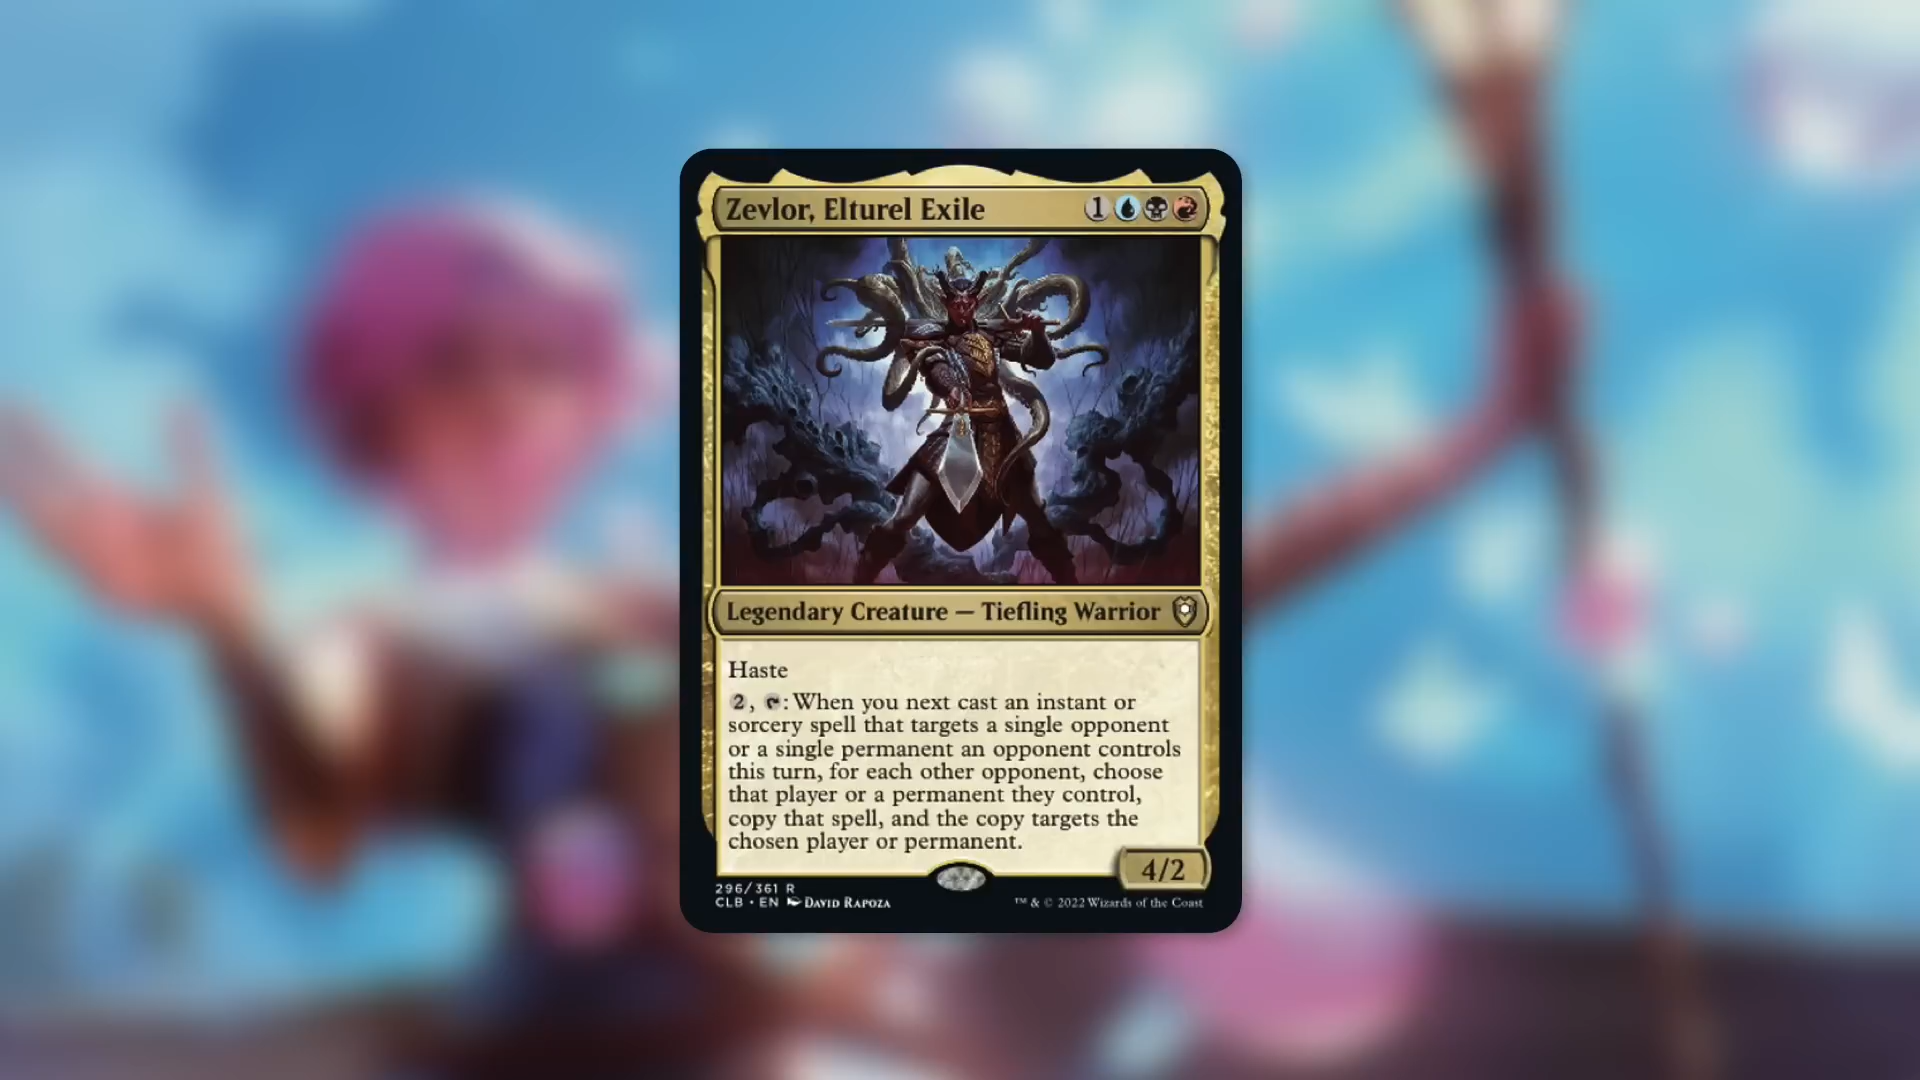 Zevlor, Elturel Exile 1
Legendary Creature — Tiefling Warrior
Haste
2, : When you next cast an instant or
sorcery spell that targets a single opponent
or a single permanent an opponent controls
this turn, for each other opponent, choose
that player or a permanent they control,
copy that spell, and the copy targets the
chosen player or permanent.
4/2
296/361 R
CLB • EN DAVID RAPOZA
™ & © 2022 Wizards of the Coast